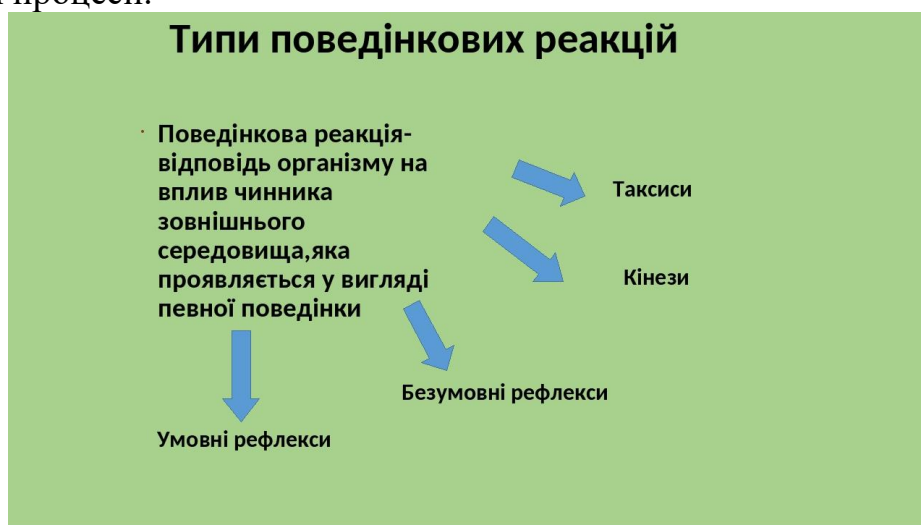 процеси.
Типи поведінкових реакцій
Поведінкова реакція-
відповідь організму на
вплив чинника
зовнішнього
середовища,яка
проявляється у вигляді
певної поведінки
Таксиси
Кінези
Безумовні рефлекси
Умовні рефлекси